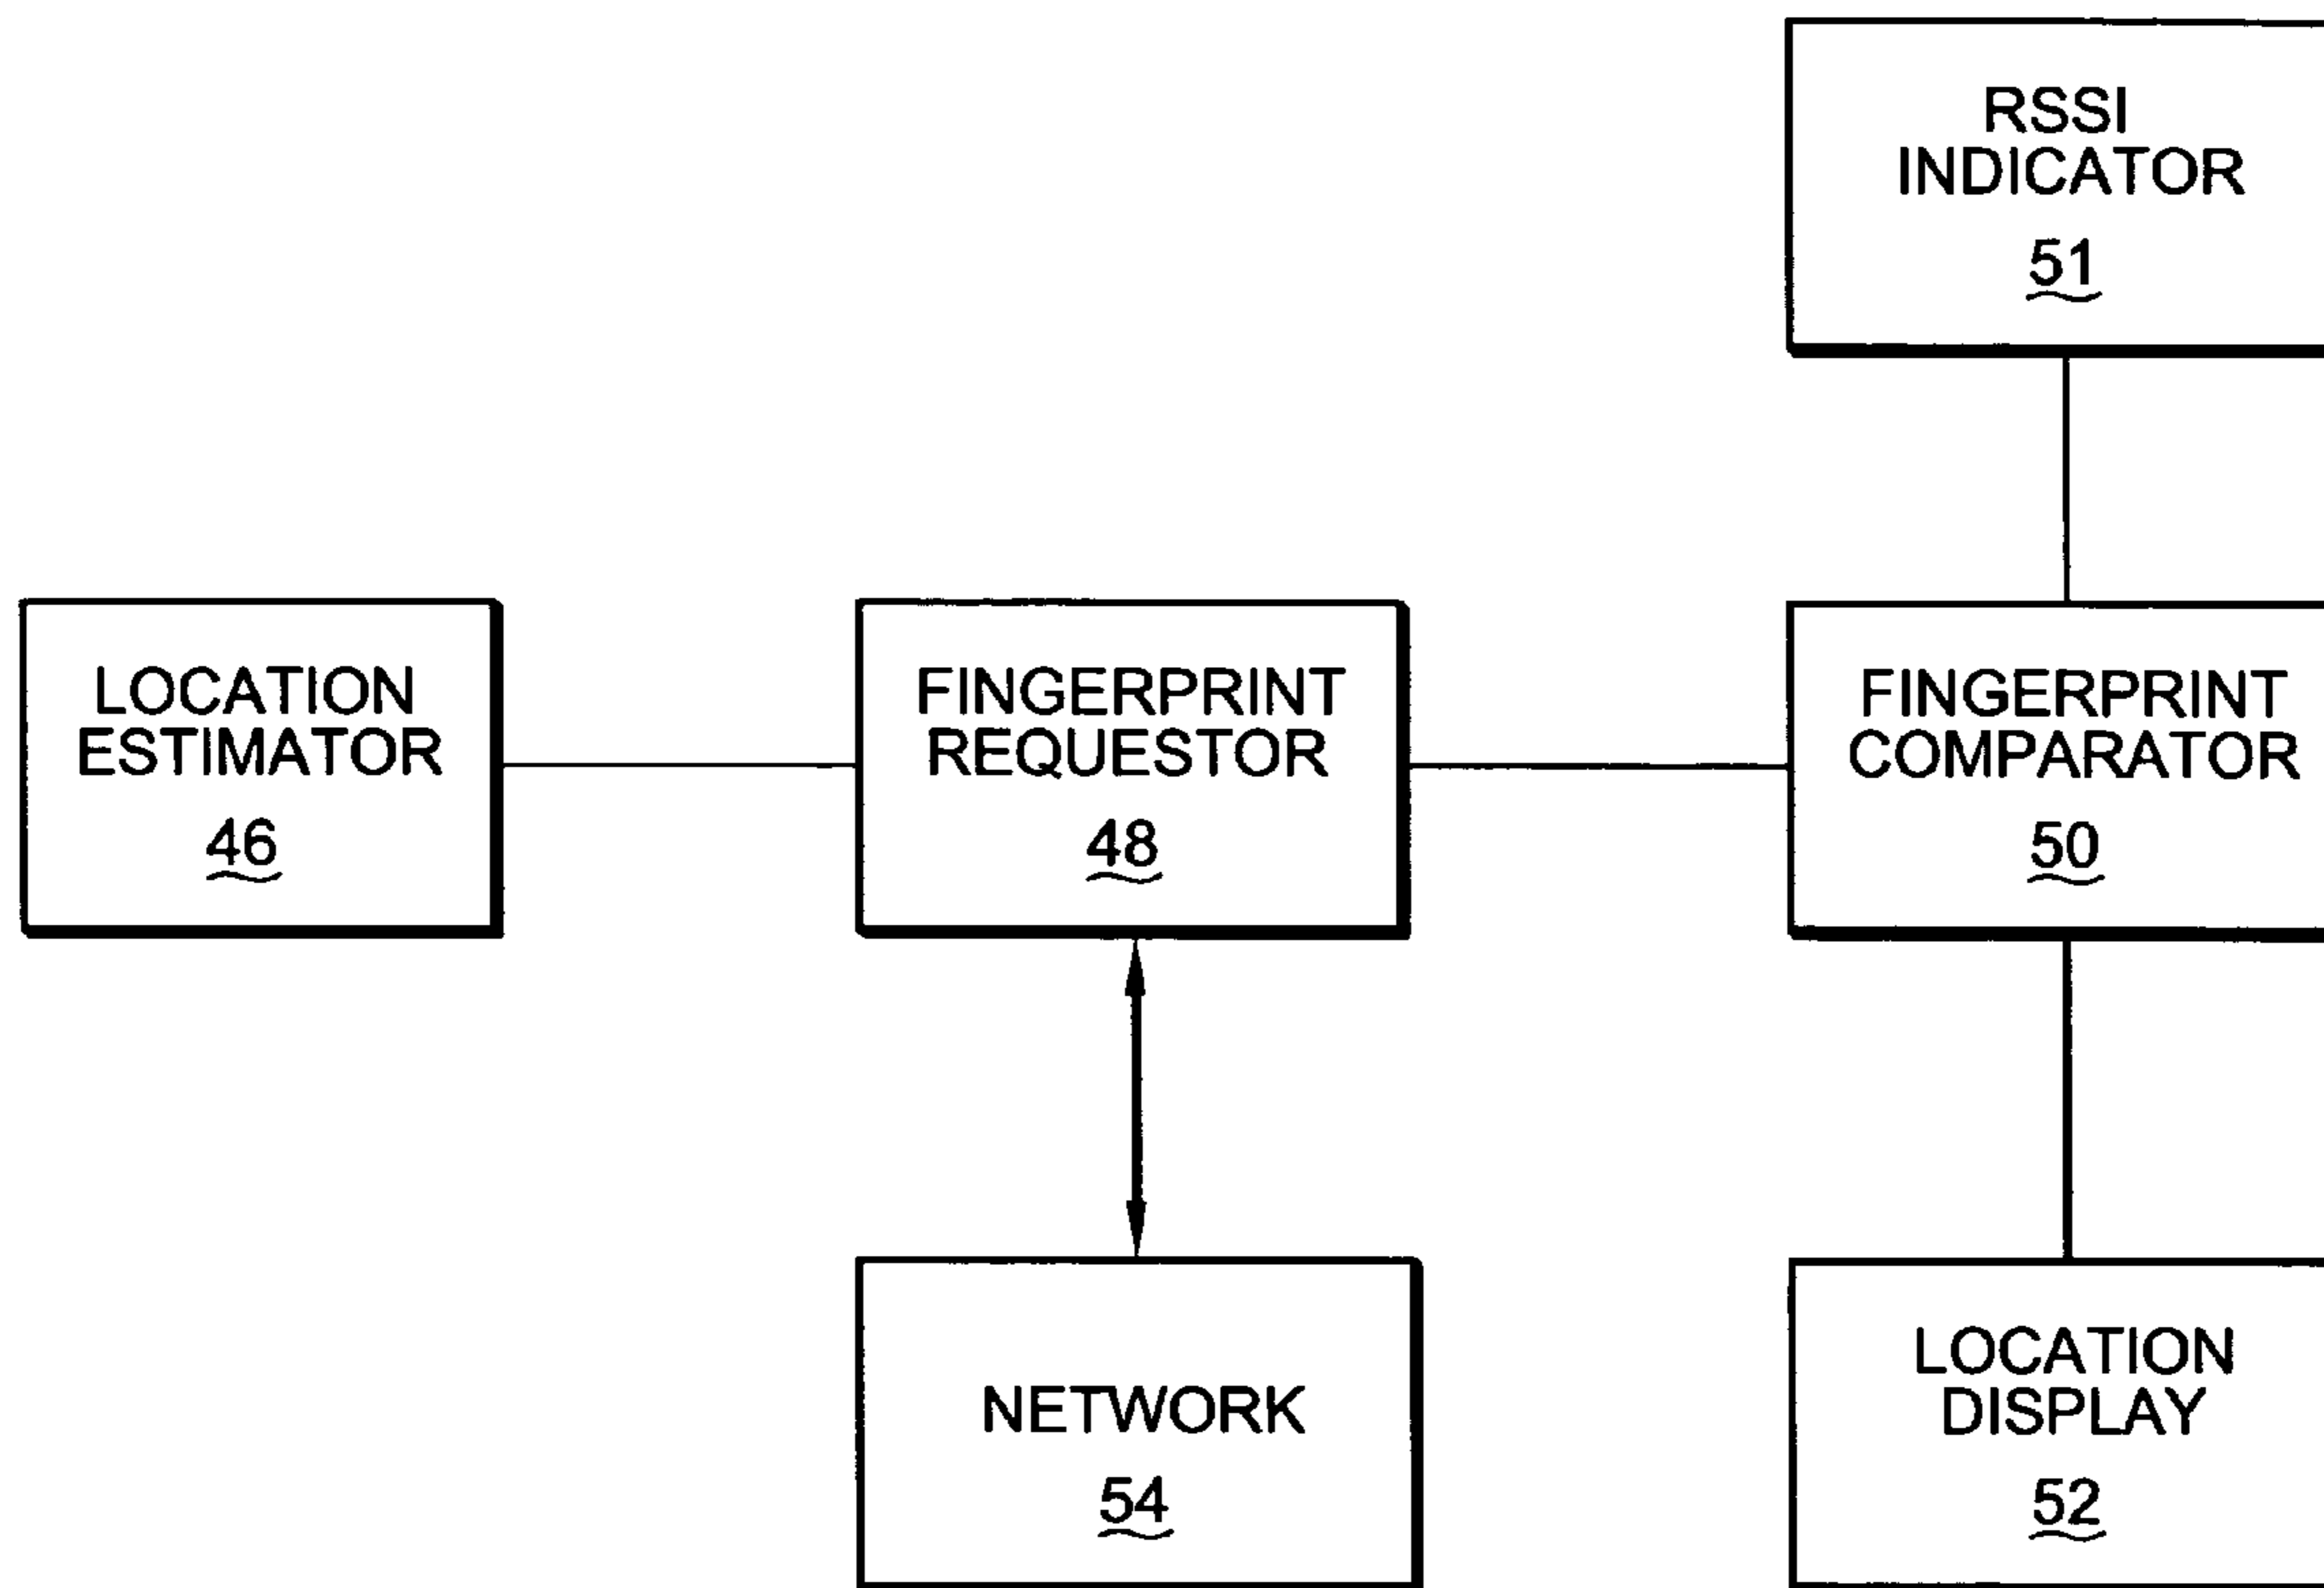 RSSI
INDICATOR
51
LOCATION
ESTIMATOR
46
FINGERPRINT
REQUESTOR
48
FINGERPRINT
COMPARATOR
50
NETWORK
54
LOCATION
DISPLAY
52